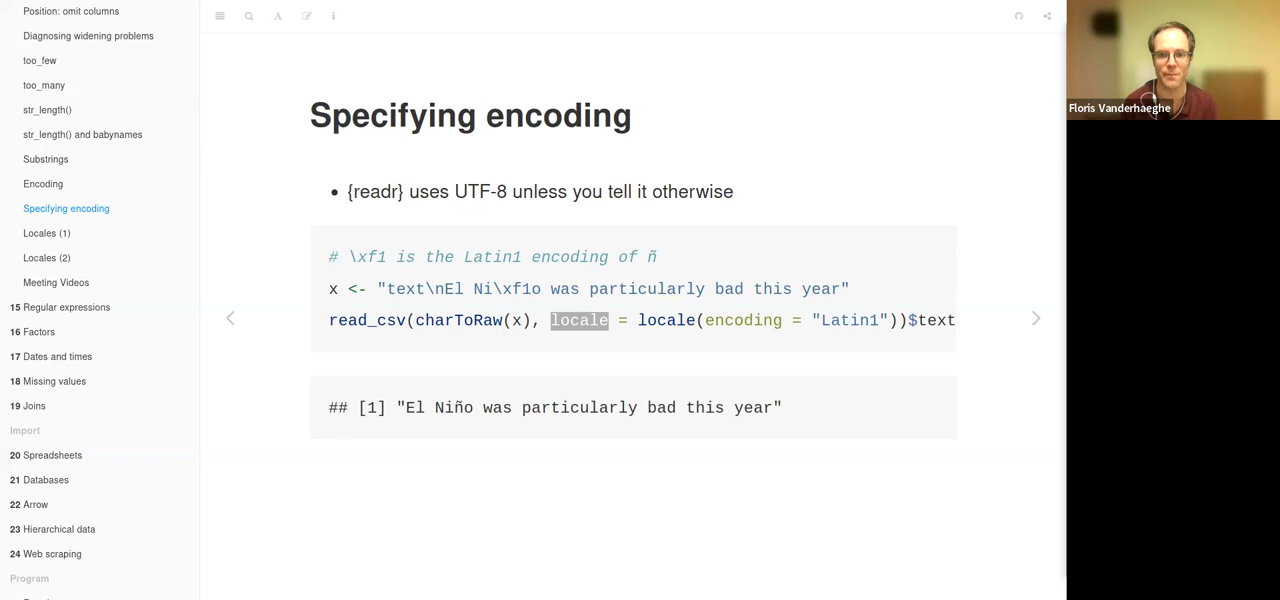 Position: omit columns
Diagnosing widening problems
too_few
too_many
str_length()
str_length() and babynames
Substrings
Encoding
Specifying encoding
Locales (1)
Locales (2)
Meeting Videos
15 Regular expressions
16 Factors
17 Dates and times
18 Missing values
19 Joins
Import
20 Spreadsheets
21 Databases
22 Arrow
23 Hierarchical data
24 Web scraping
Program
Specifying encoding
• {readr} uses UTF-8 unless you tell it otherwise
# \xf1 is the Latin1 encoding of ñ
x <- "text\nEl Ni\xf1o was particularly bad this year"
read_csv(charToRaw(x), locale = locale(encoding = "Latin1"))$text
## [1] "El Niño was particularly bad this year"
Floris Vanderhaeghe